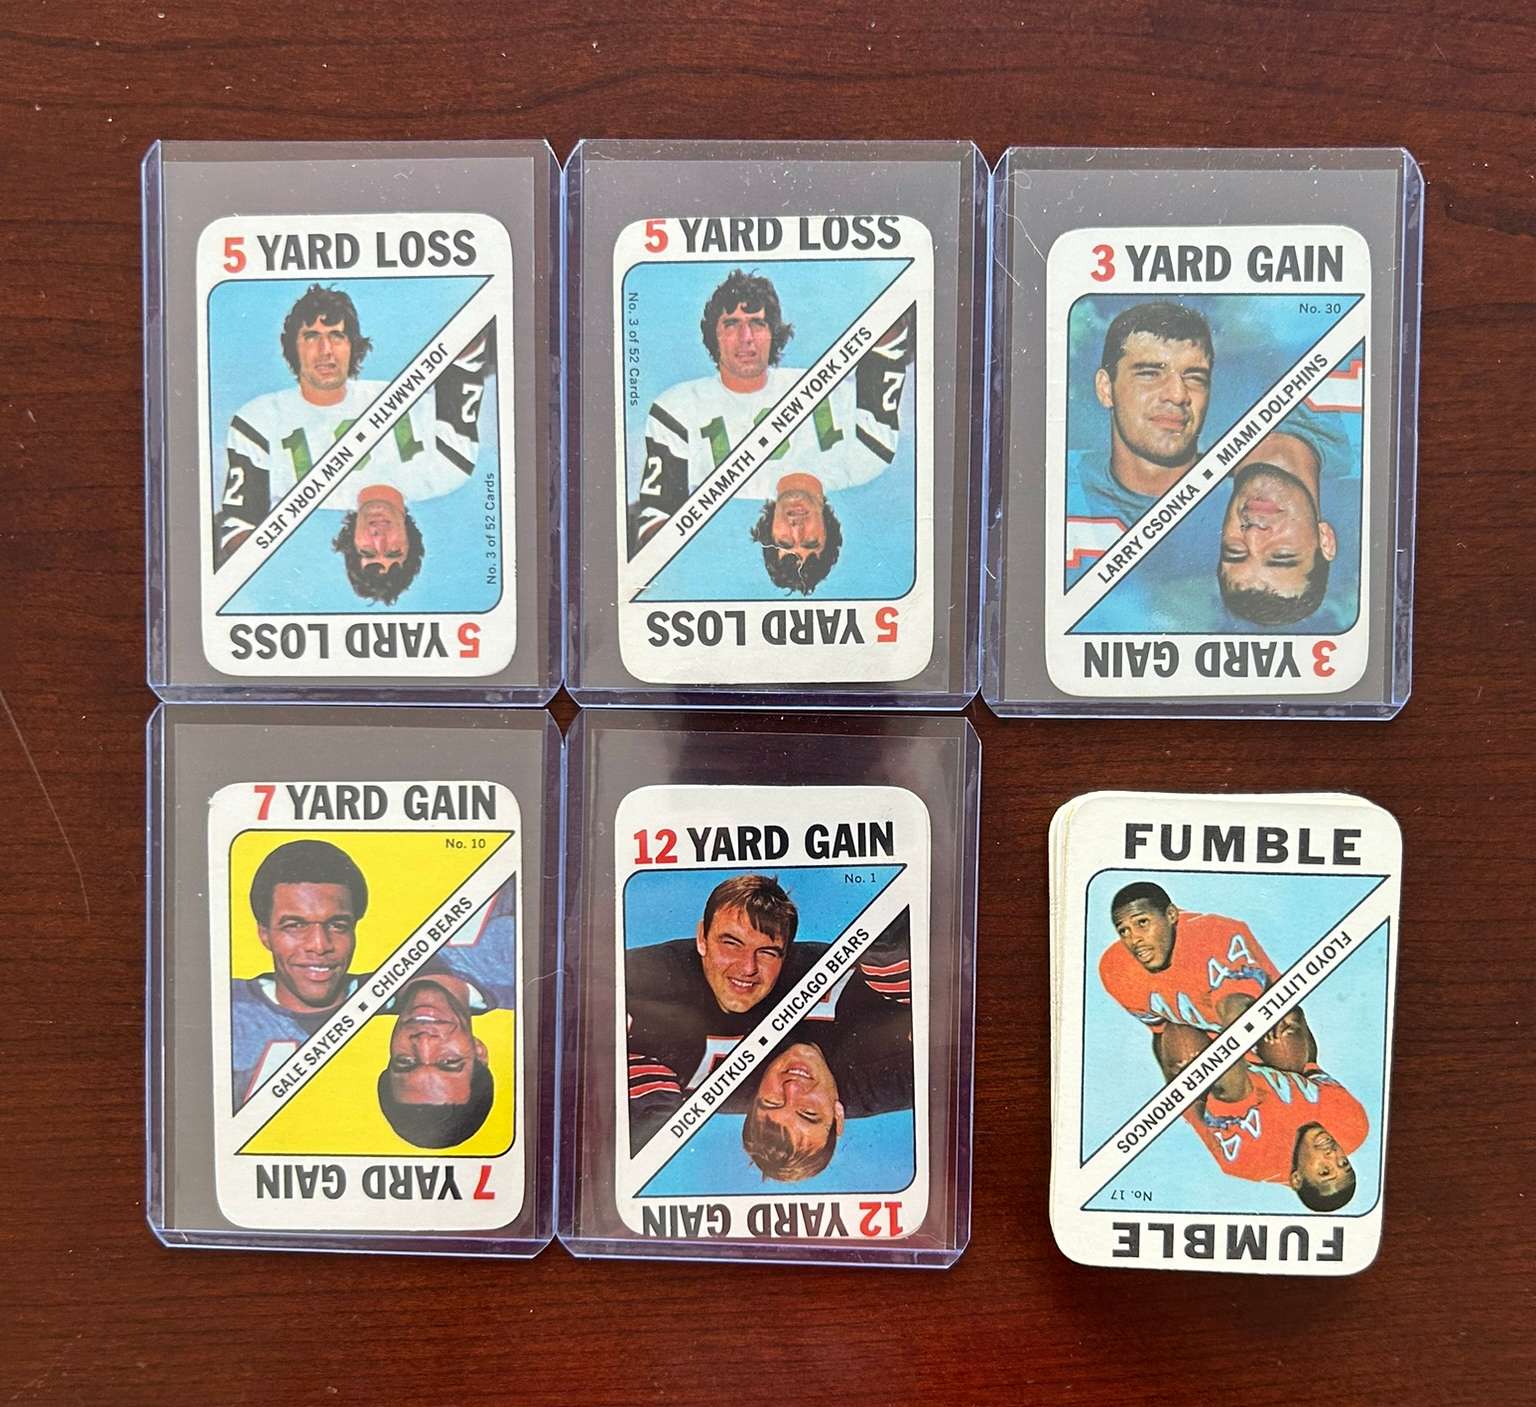 5 YARD LOSS
JOE NAMATH ■ NEW YORK JETS
No. 3 of 52 Cards
5 YARD LOSS
5 YARD LOSS
No. 3 of 52 Cards
JOE NAMATH ■ NEW YORK JETS
5 YARD LOSS
3 YARD GAIN
No. 30
LARRY CSONKA ■ MIAMI DOLPHINS
3 YARD GAIN
7 YARD GAIN
No. 10
GALE SAYERS ■ CHICAGO BEARS
7 YARD GAIN
12 YARD GAIN
No. 1
DICK BUTKUS ■ CHICAGO BEARS
12 YARD GAIN
FUMBLE
FLOYD LITTLE ■ DENVER BRONCOS
No. 17
FUMBLE